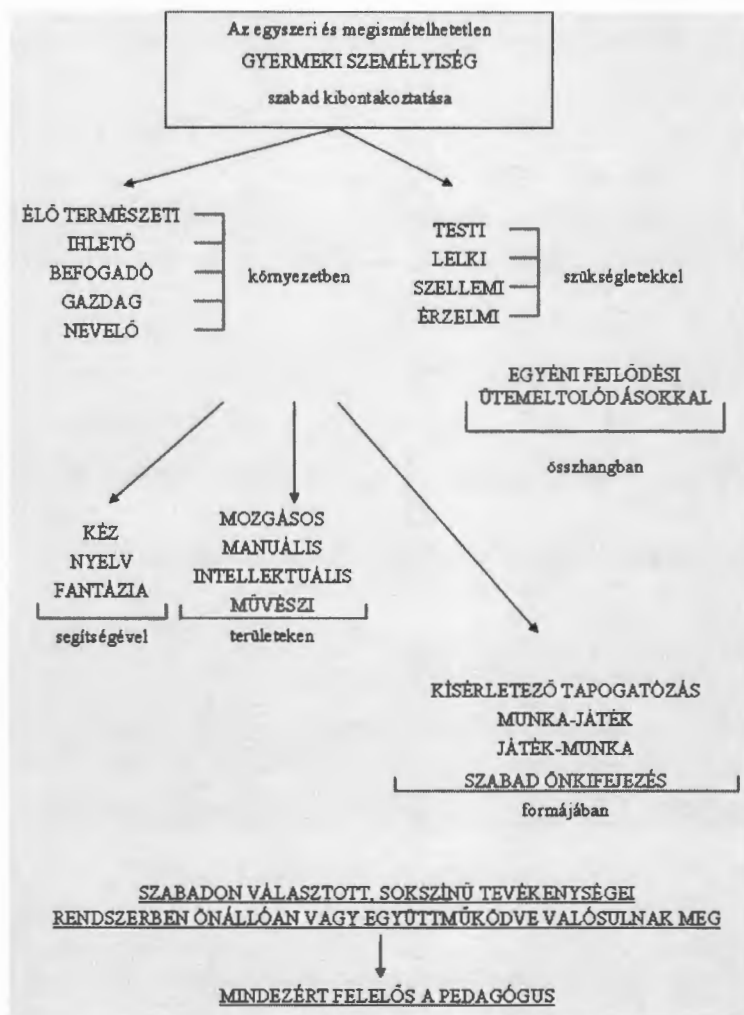 Az egyszeri és megismételhetetlen
GYERMEKI SZEMÉLYISÉG
szabad kibontakoztatása
ÉLŐ TERMÉSZETI
IHLETŐ
BEFOGADÓ
GAZDAG
NEVELŐ
környezetben
TESTI
LELKI
SZELLEMI
ÉRZELMI
szükségletekkel
EGYÉNI FEJLŐDÉSI
ÜTEMELTOLÓDÁSOKKAL
összhangban
KÉZ
NYELV
FANTÁZIA
segítségével
MOZGÁSOS
MANUÁLIS
INTELLEKTUÁLIS
MŰVÉSZI
területeken
KÍSÉRLETEZŐ TAPOGATÓZÁS
MUNKA-JÁTÉK
JÁTÉK-MUNKA
SZABAD ÖNKIFEJEZÉS
formájában
SZABADON VÁLASZTOTT, SOKSZÍNŰ TEVÉKENYSÉGEI
RENDSZERBEN ÖNÁLLÓAN VAGY EGYÜTTMŰKÖDVE VALÓSULNAK MEG
MINDEZÉRT FELELŐS A PEDAGÓGUS